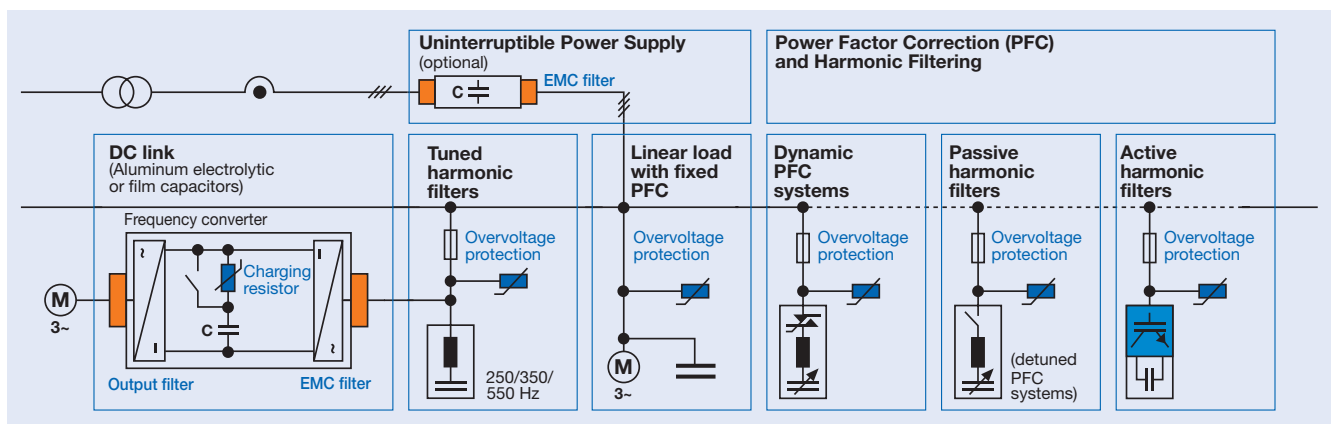 Uninterruptible Power Supply
(optional)
EMC filter
C
Power Factor Correction (PFC)
and Harmonic Filtering
DC link
(Aluminum electrolytic
or film capacitors)
Frequency converter
~
Charging
resistor
C
~
M
3~
Output filter
EMC filter
Tuned
harmonic
filters
Overvoltage
protection
250/350/
550 Hz
Linear load
with fixed
PFC
Overvoltage
protection
M
3~
Dynamic
PFC
systems
Overvoltage
protection
Passive
harmonic
filters
Overvoltage
protection
(detuned
PFC
systems)
Active
harmonic
filters
Overvoltage
protection